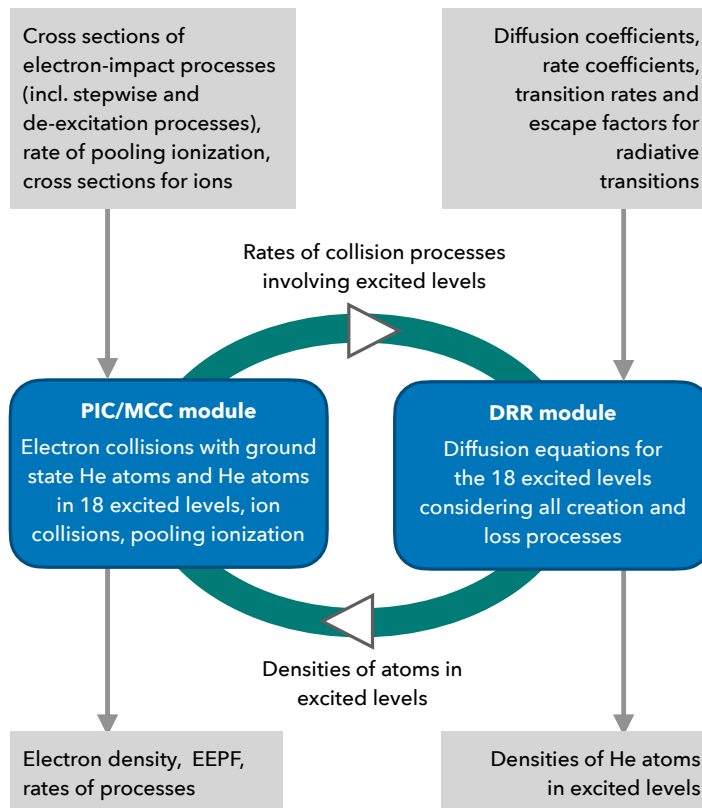 Cross sections of
electron-impact processes
(incl. stepwise and
de-excitation processes),
rate of pooling ionization,
cross sections for ions
Diffusion coefficients,
rate coefficients,
transition rates and
escape factors for
radiative
transitions
Rates of collision processes
involving excited levels
PIC/MCC module
Electron collisions with ground
state He atoms and He atoms
in 18 excited levels, ion
collisions, pooling ionization
DRR module
Diffusion equations for
the 18 excited levels
considering all creation and
loss processes
Densities of atoms in
excited levels
Electron density, EEPF,
rates of processes
Densities of He atoms
in excited levels